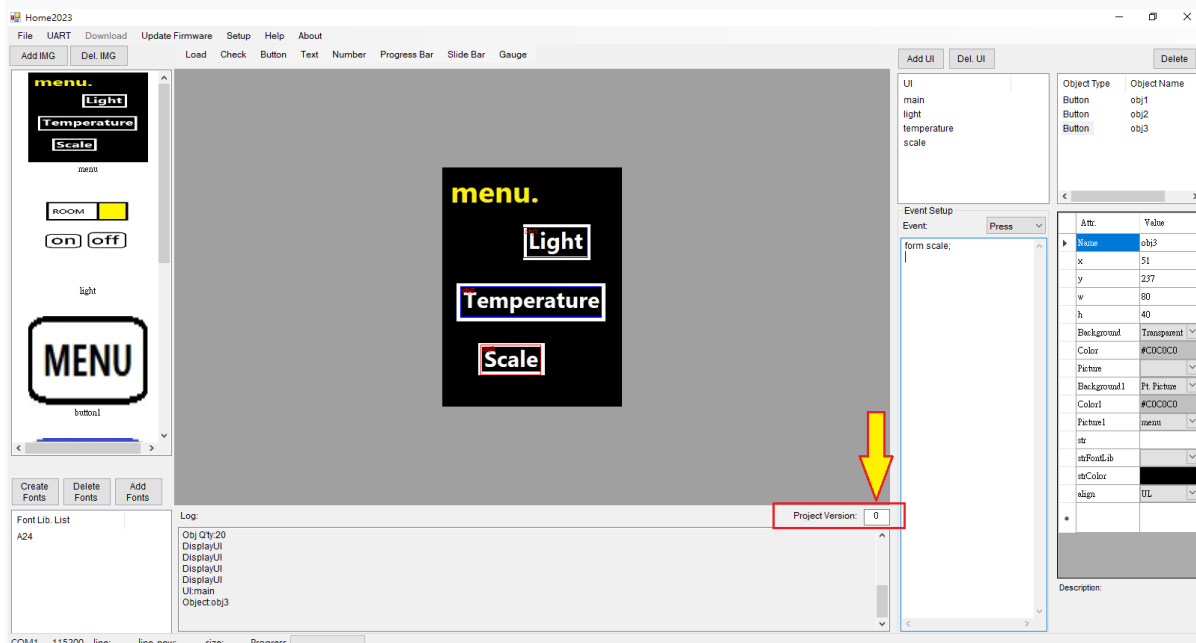 Home2023
File UART Download Update Firmware Setup Help About
Add IMG Del. IMG Load Check Button Text Number Progress Bar Slide Bar Gauge Add UI Del. UI Delete
menu.
Light
Temperature
Scale
menu
ROOM
on off
light
MENU
button1
Create Fonts Delete Fonts Add Fonts
Font Lib. List
A24
menu.
Light
Temperature
Scale
Project Version: 0
Log:
Obj Q'ty:20
DisplayUI
DisplayUI
DisplayUI
DisplayUI
UI:main
Object:obj3
UI
main
light
temperature
scale
Event Setup
Event: Press
form scale;
Object Type Object Name
Button obj1
Button obj2
Button obj3
Attr. Value
Name obj3
x 51
y 237
w 80
h 40
Background Transparent
Color #C0C0C0
Picture
Background1 Pt. Picture
Color1 #C0C0C0
Picture1 menu
str
strFontLib
strColor
align UL
Description:
COM1 115200 line: line now: size: Progress